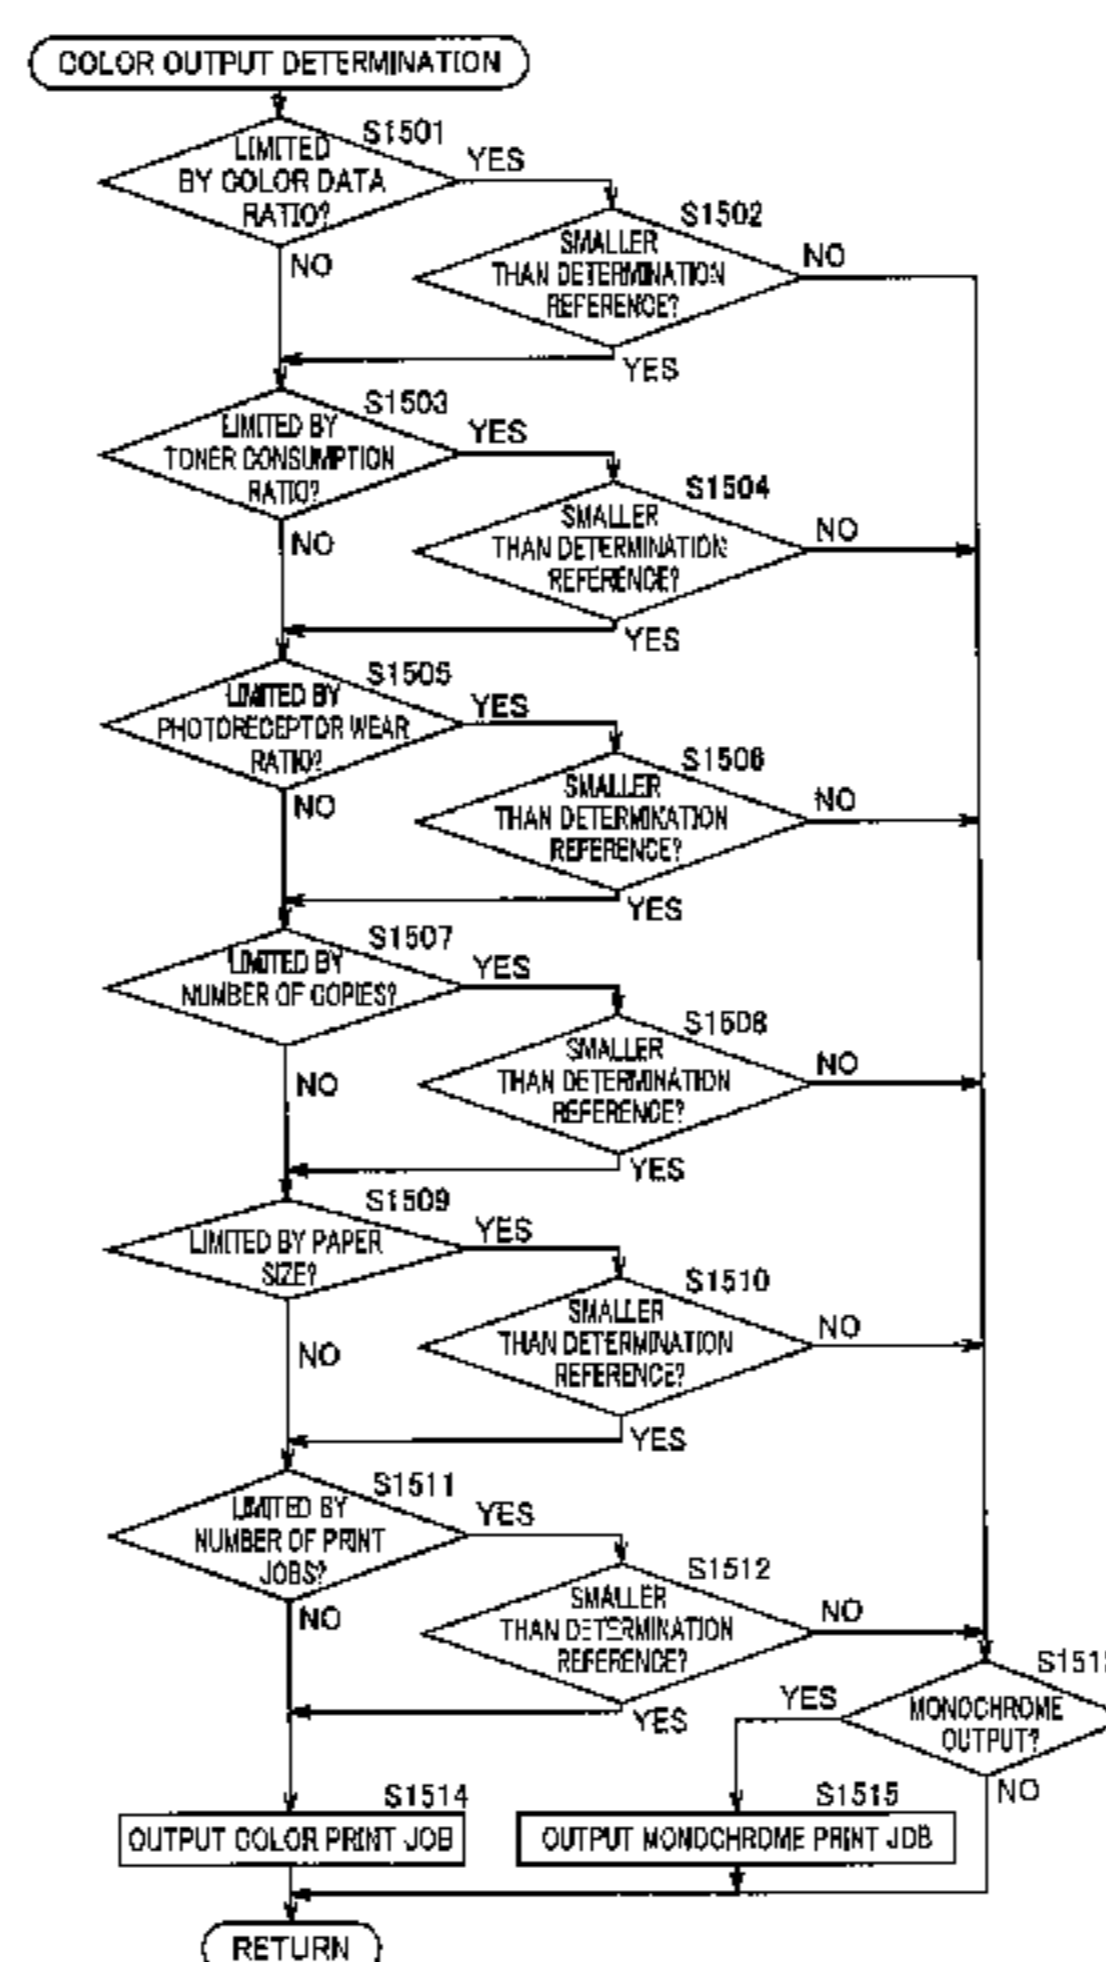 COLOR OUTPUT DETERMINATION
S1501
LIMITED
BY COLOR DATA
RATIO?
YES
NO
S1502
SMALLER
THAN DETERMINATION
REFERENCE?
NO
YES
S1503
LIMITED BY
TONER CONSUMPTION
RATIO?
YES
NO
S1504
SMALLER
THAN DETERMINATION
REFERENCE?
NO
YES
S1505
LIMITED BY
PHOTORECEPTOR WEAR
RATIO?
YES
NO
S1506
SMALLER
THAN DETERMINATION
REFERENCE?
NO
YES
S1507
LIMITED BY
NUMBER OF COPIES?
YES
NO
S1508
SMALLER
THAN DETERMINATION
REFERENCE?
NO
YES
S1509
LIMITED BY PAPER
SIZE?
YES
NO
S1510
SMALLER
THAN DETERMINATION
REFERENCE?
NO
YES
S1511
LIMITED BY
NUMBER OF PRINT
JOBS?
YES
NO
S1512
SMALLER
THAN DETERMINATION
REFERENCE?
NO
YES
MONOCHROME
OUTPUT?
YES
NO
S1514
OUTPUT COLOR PRINT JOB
S1515
OUTPUT MONOCHROME PRINT JOB
RETURN